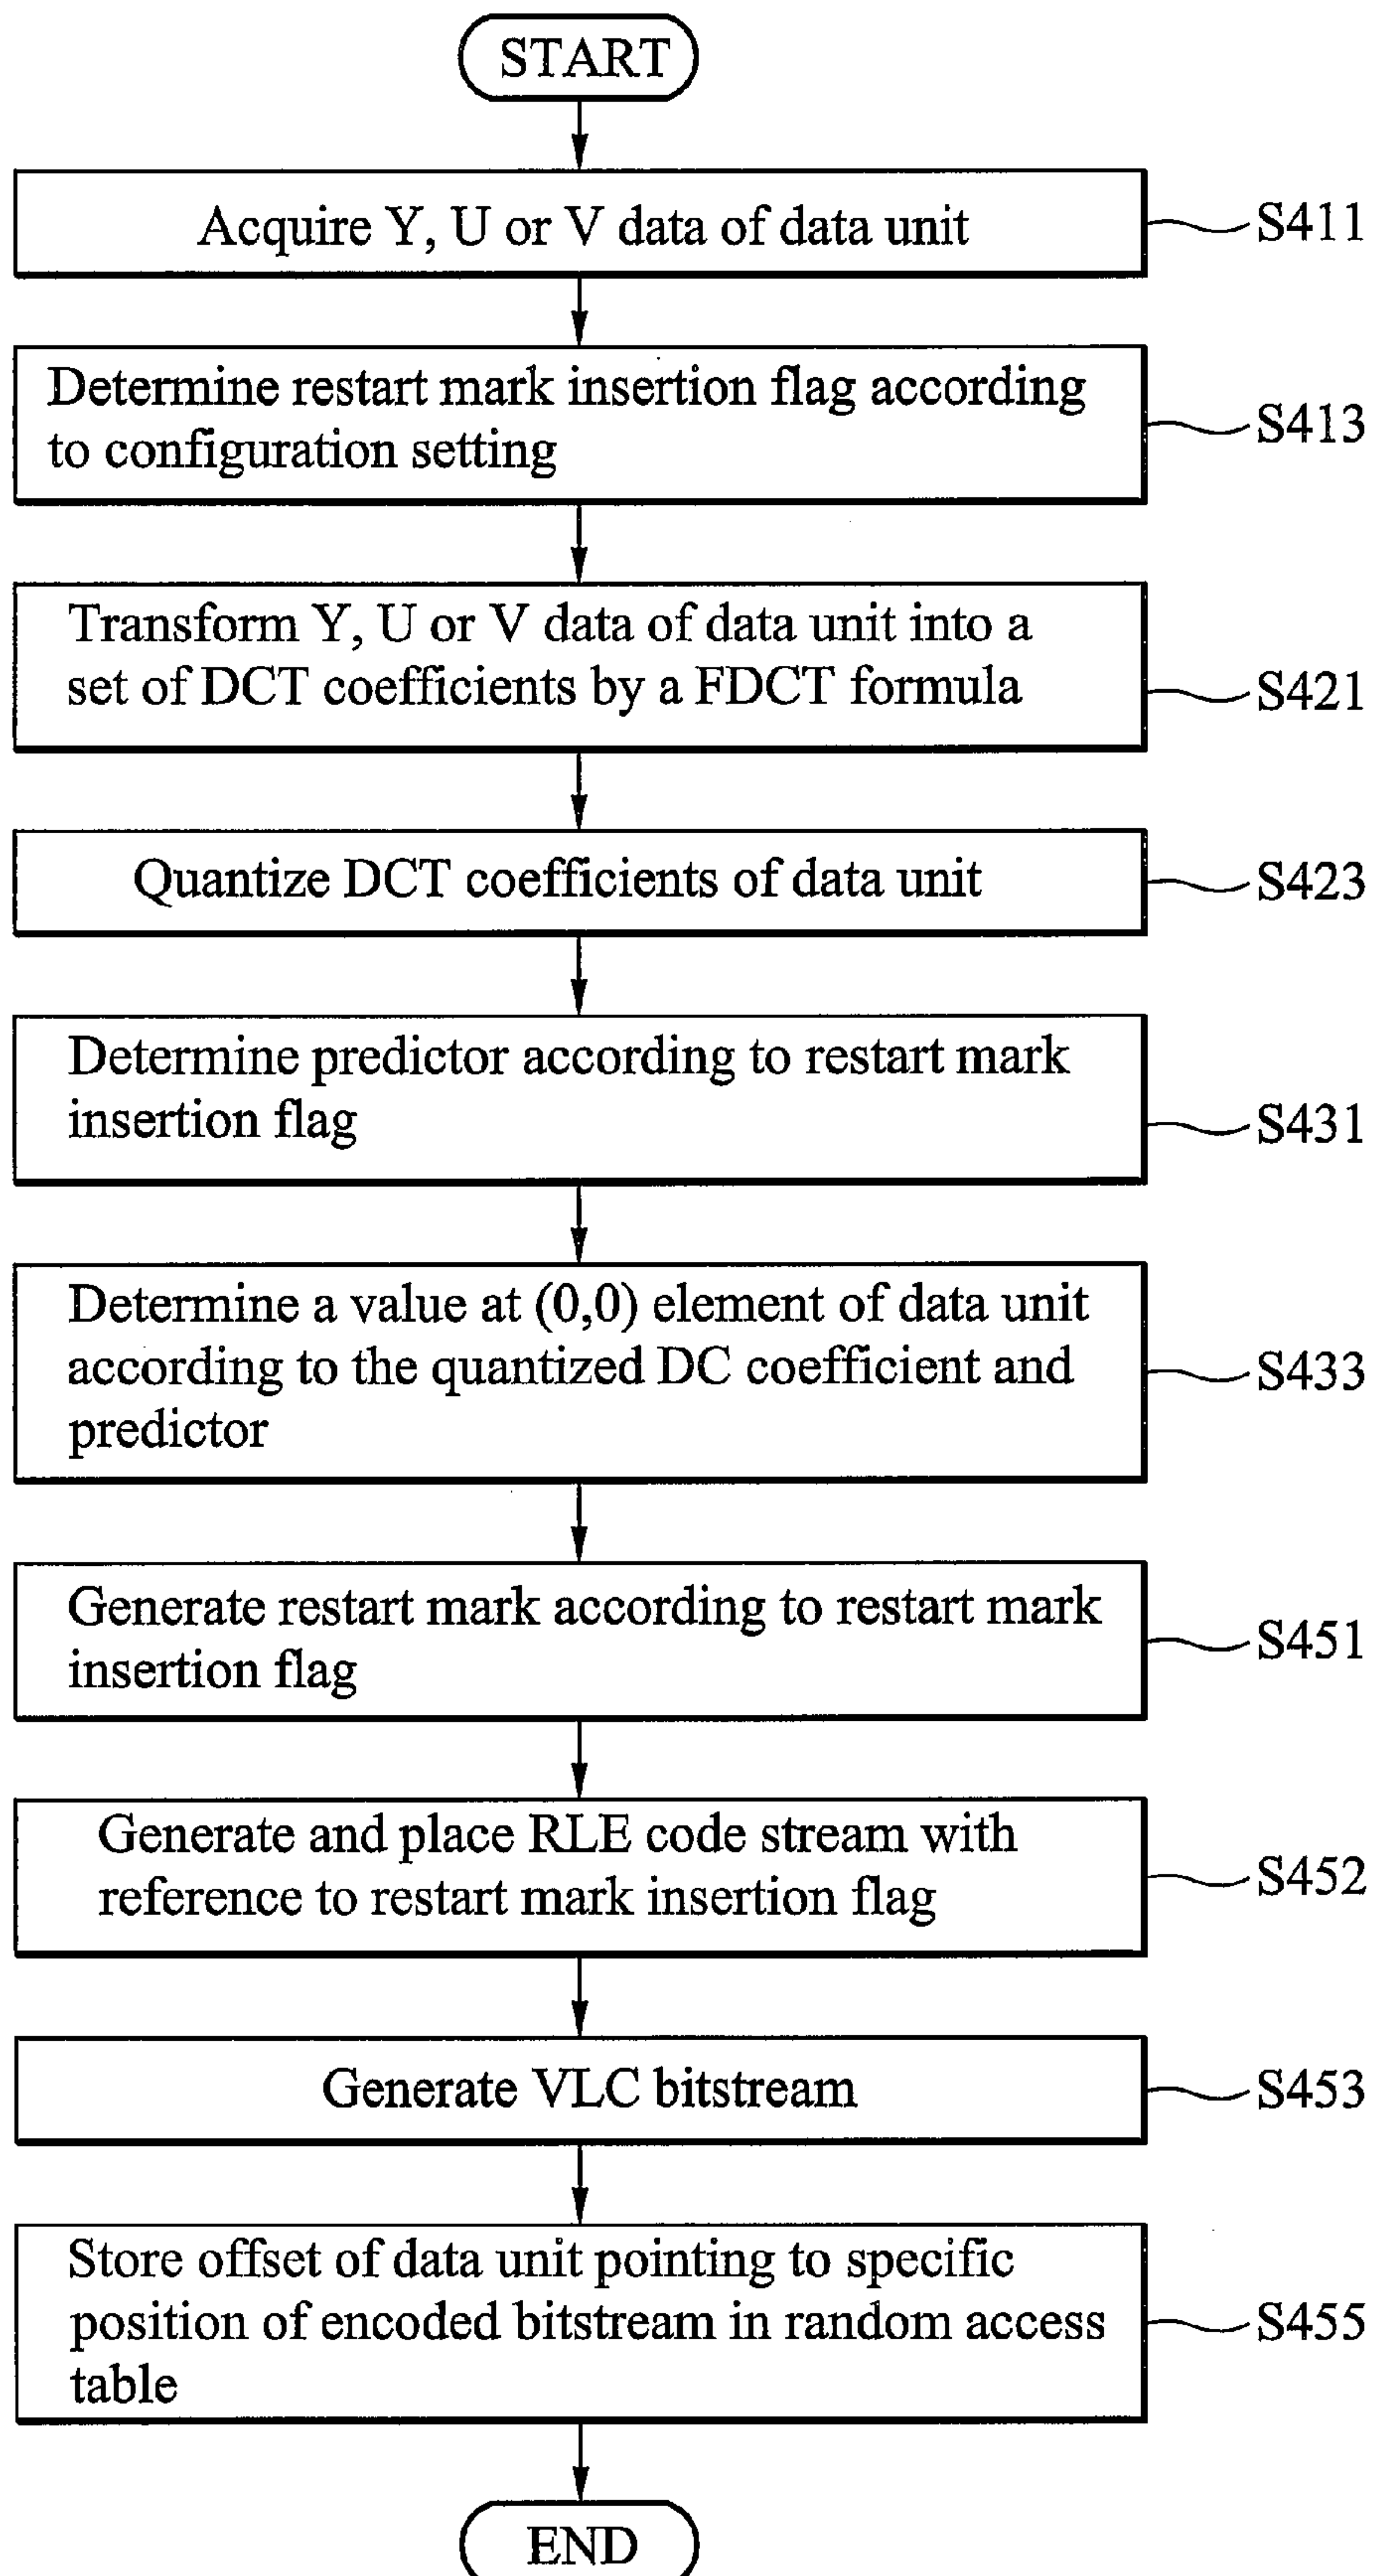 START
Acquire Y, U or V data of data unit
S411
Determine restart mark insertion flag according
to configuration setting
S413
Transform Y, U or V data of data unit into a
set of DCT coefficients by a FDCT formula
S421
Quantize DCT coefficients of data unit
S423
Determine predictor according to restart mark
insertion flag
S431
Determine a value at (0,0) element of data unit
according to the quantized DC coefficient and
predictor
S433
Generate restart mark according to restart mark
insertion flag
S451
Generate and place RLE code stream with
reference to restart mark insertion flag
S452
Generate VLC bitstream
S453
Store offset of data unit pointing to specific
position of encoded bitstream in random access
table
S455
END